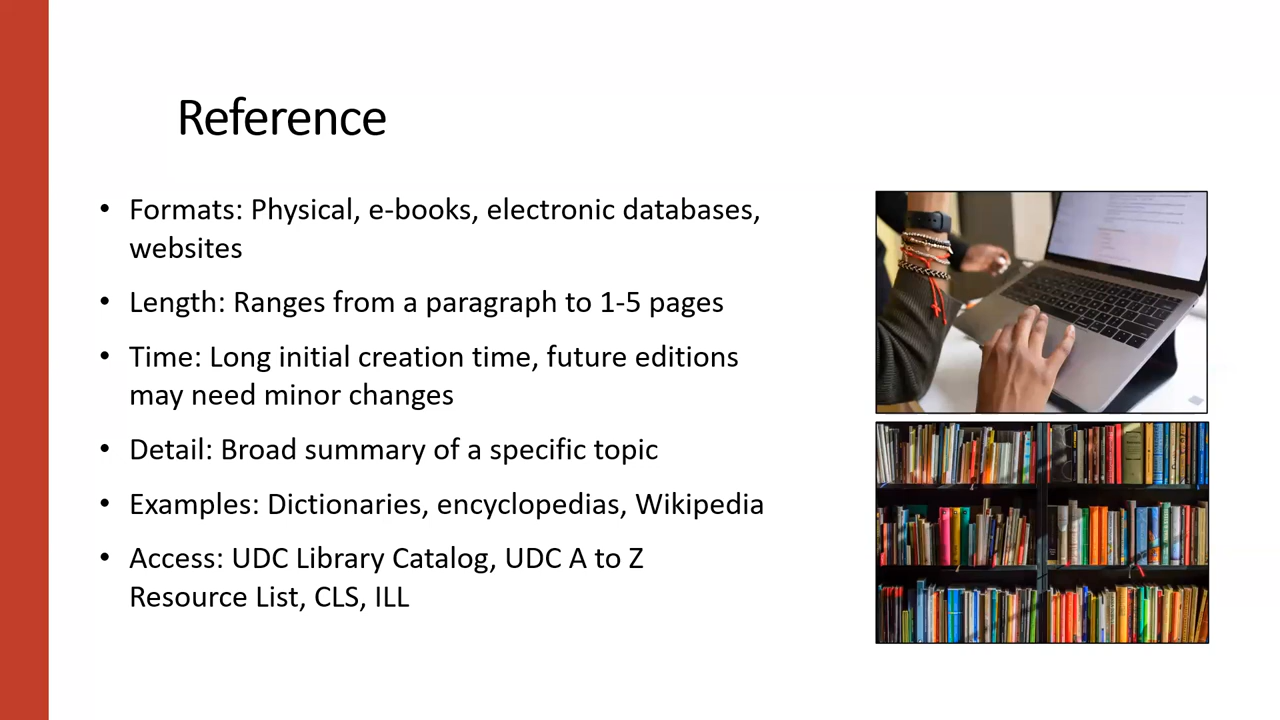 Reference
• Formats: Physical, e-books, electronic databases,
websites
• Length: Ranges from a paragraph to 1-5 pages
• Time: Long initial creation time, future editions
may need minor changes
• Detail: Broad summary of a specific topic
• Examples: Dictionaries, encyclopedias, Wikipedia
• Access: UDC Library Catalog, UDC A to Z
Resource List, CLS, ILL